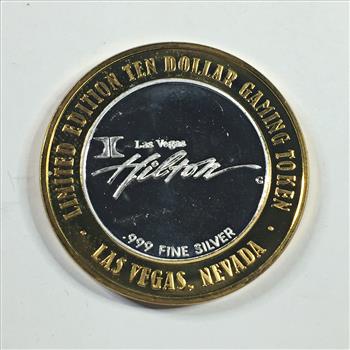 · LIMITED EDITION TEN DOLLAR GAMING TOKEN ·
Las Vegas
Hilton
G
.999 FINE SILVER
LAS VEGAS, NEVADA